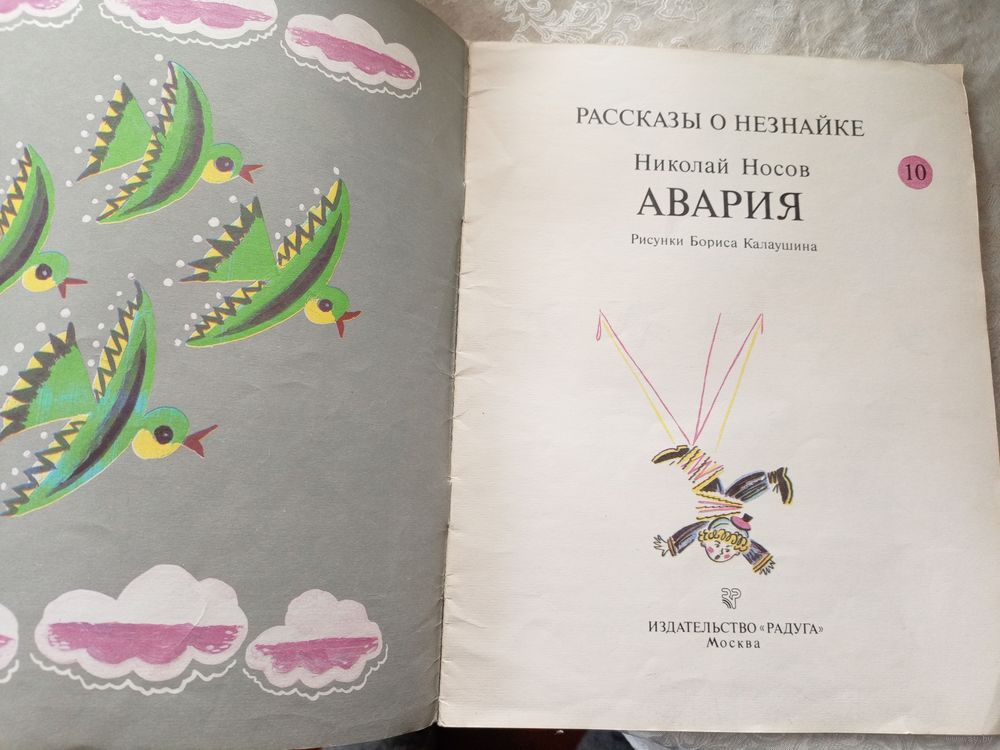 РАССКАЗЫ О НЕЗНАЙКЕ
Николай Носов
10
АВАРИЯ
Рисунки Бориса Калаушина
ИЗДАТЕЛЬСТВО «РАДУГА»
Москва